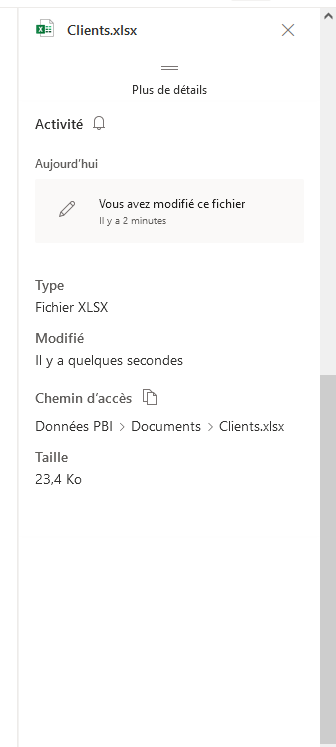 Clients.xlsx
Plus de détails
Activité
Aujourd'hui
Vous avez modifié ce fichier
Il y a 2 minutes
Type
Fichier XLSX
Modifié
Il y a quelques secondes
Chemin d'accès
Données PBI > Documents > Clients.xlsx
Taille
23,4 Ko